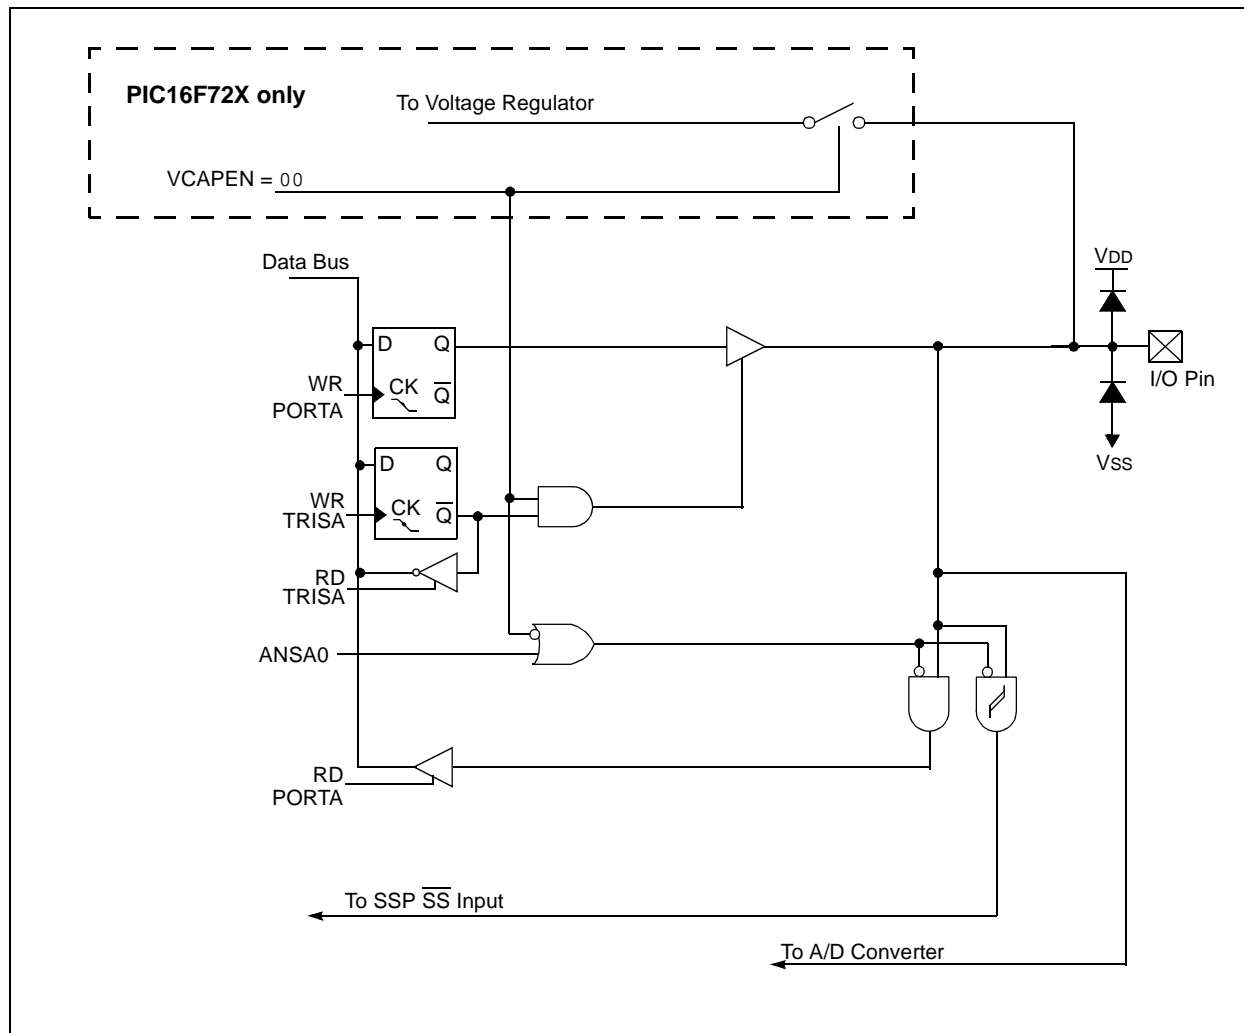 PIC16F72X only
To Voltage Regulator
VCAPEN = 00
Data Bus
VDD
D Q
CK Q̅
WR
PORTA
I/O Pin
VSS
D Q
CK Q̅
WR
TRISA
RD
TRISA
ANSA0
RD
PORTA
To SSP S̅S̅ Input
To A/D Converter